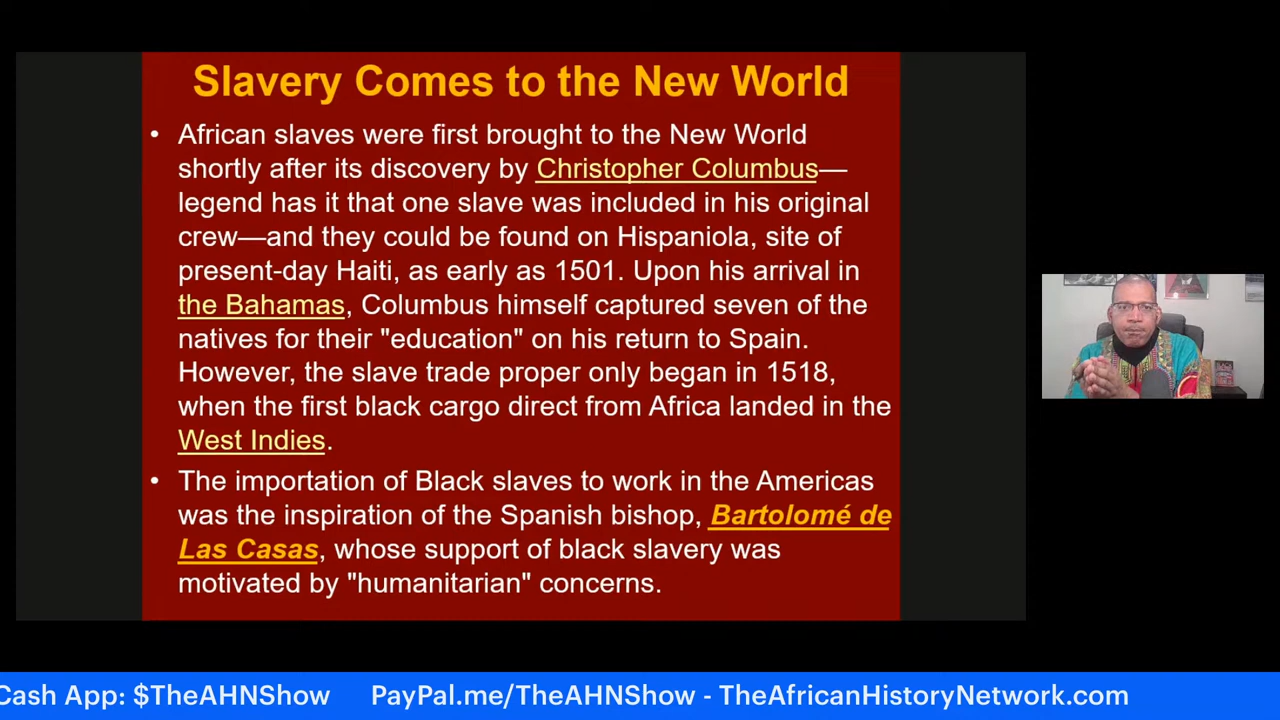 Slavery Comes to the New World
• African slaves were first brought to the New World
shortly after its discovery by Christopher Columbus—
legend has it that one slave was included in his original
crew—and they could be found on Hispaniola, site of
present-day Haiti, as early as 1501. Upon his arrival in
the Bahamas, Columbus himself captured seven of the
natives for their "education" on his return to Spain.
However, the slave trade proper only began in 1518,
when the first black cargo direct from Africa landed in the
West Indies.
• The importation of Black slaves to work in the Americas
was the inspiration of the Spanish bishop, Bartolomé de
Las Casas, whose support of black slavery was
motivated by "humanitarian" concerns.
Cash App: $TheAHNShow PayPal.me/TheAHNShow - TheAfricanHistoryNetwork.com